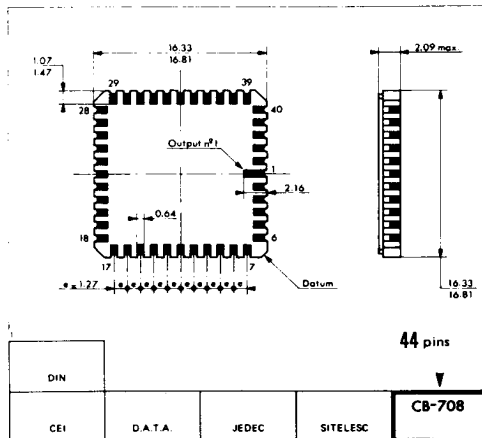 16.33
16.81
2.09 max.
1.07
1.47
29
39
28
40
Output nº1
1
2.16
0.64
18
6
17
7
e = 1.27
e e e e e e e e e
Datum
16.33
16.81
44 pins
DIN
CB-708
CEI
D.A.T.A.
JEDEC
SITELESC